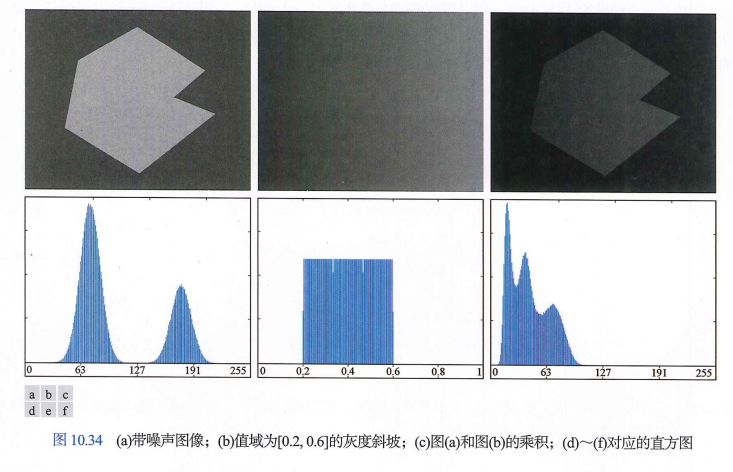 0 63 127 191 255
0 0.2 0.4 0.6 0.8 1
0 63 127 191 255
a b c
d e f
图 10.34 (a)带噪声图像；(b)值域为[0.2, 0.6]的灰度斜坡；(c)图(a)和图(b)的乘积；(d)～(f)对应的直方图